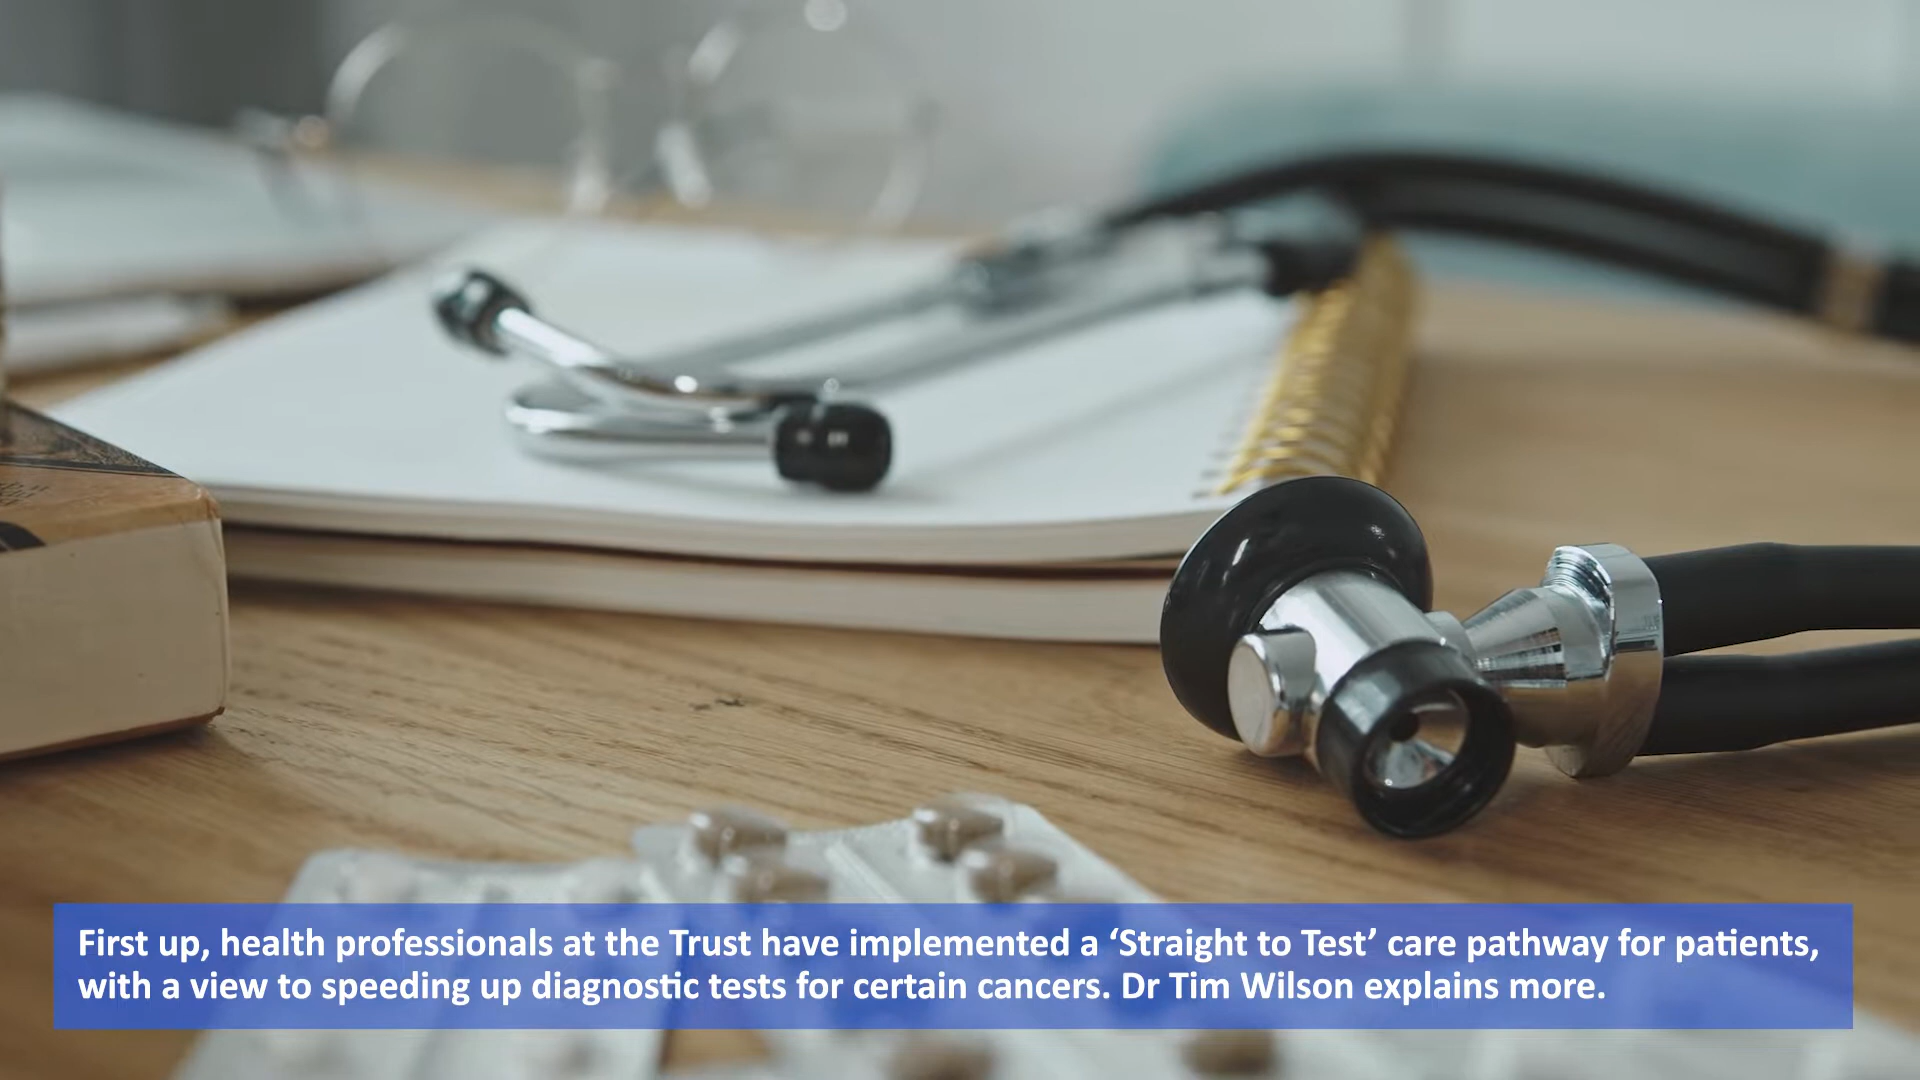 First up, health professionals at the Trust have implemented a ‘Straight to Test’ care pathway for patients,
with a view to speeding up diagnostic tests for certain cancers. Dr Tim Wilson explains more.